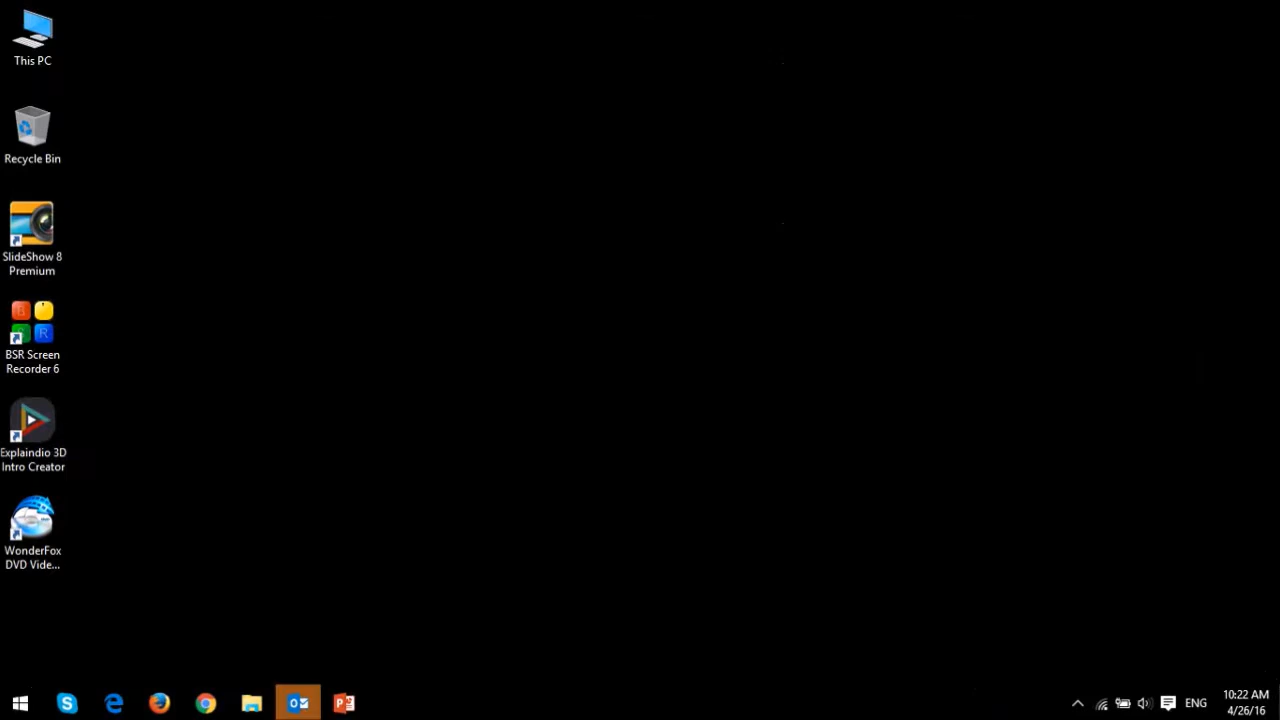 This PC
Recycle Bin
SlideShow 8
Premium
BSR Screen
Recorder 6
Explaindio 3D
Intro Creator
WonderFox
DVD Vide...
ENG
10:22 AM
4/26/16